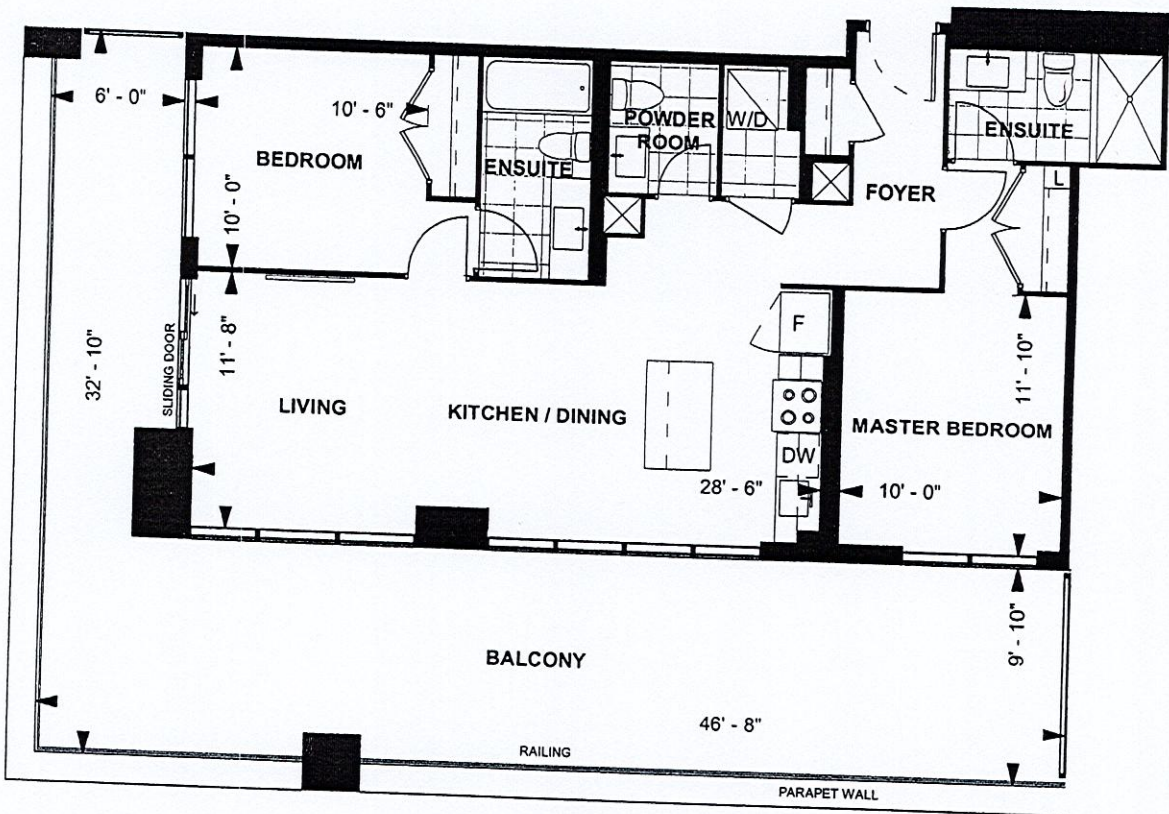 6' - 0"
10' - 6"
BEDROOM
10' - 0"
ENSUITE
POWDER
ROOM
W/D
ENSUITE
L
FOYER
32' - 10"
SLIDING DOOR
11' - 8"
LIVING
KITCHEN / DINING
F
DW
28' - 6"
11' - 10"
MASTER BEDROOM
10' - 0"
BALCONY
9' - 10"
46' - 8"
RAILING
PARAPET WALL